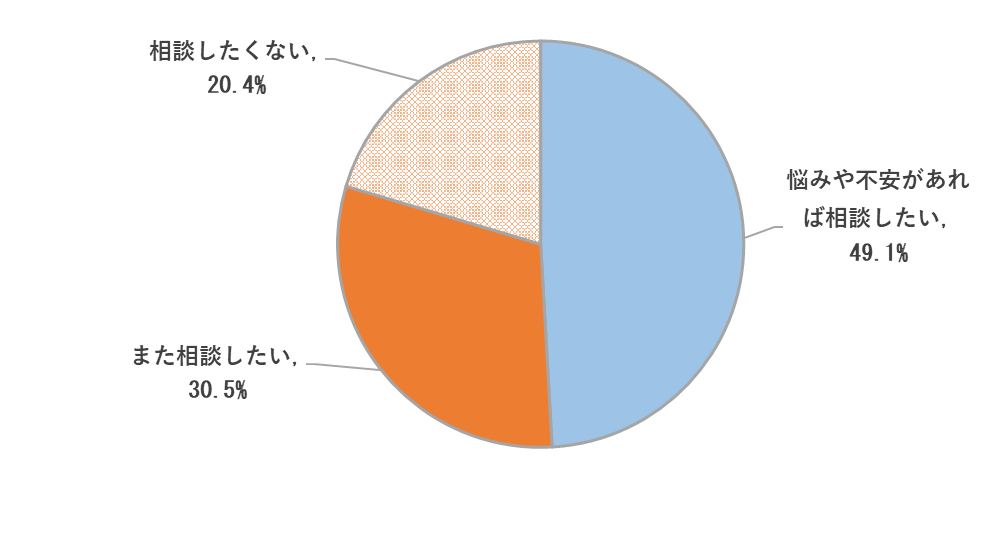 相談したくない,
20.4%
悩みや不安があれ
ば相談したい,
49.1%
また相談したい,
30.5%